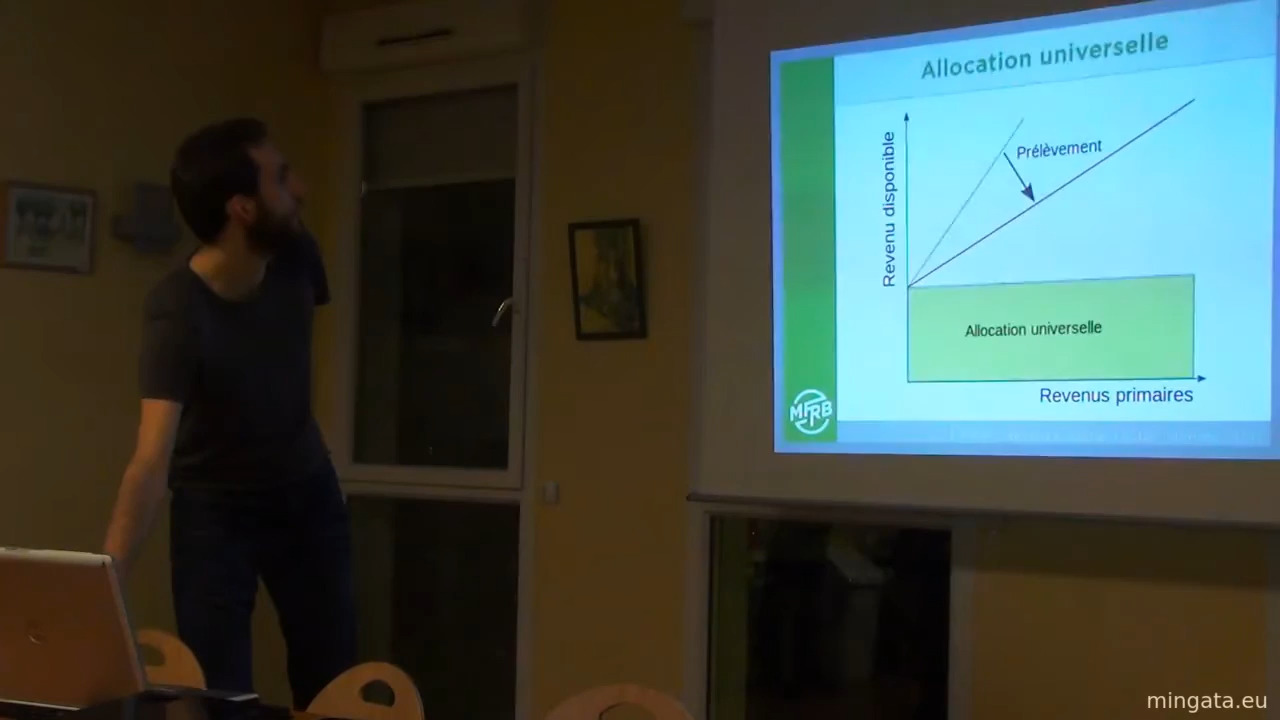 Allocation universelle
Revenu disponible
Prélèvement
Allocation universelle
Revenus primaires
MFRB
mingata.eu